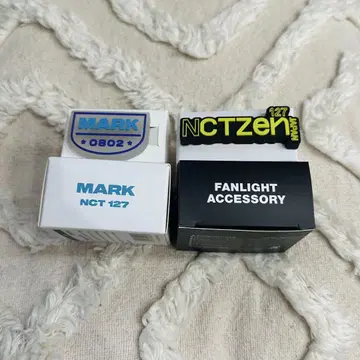 MARK
0802
MARK
NCT 127
NCTZEN
127
FANLIGHT
ACCESSORY